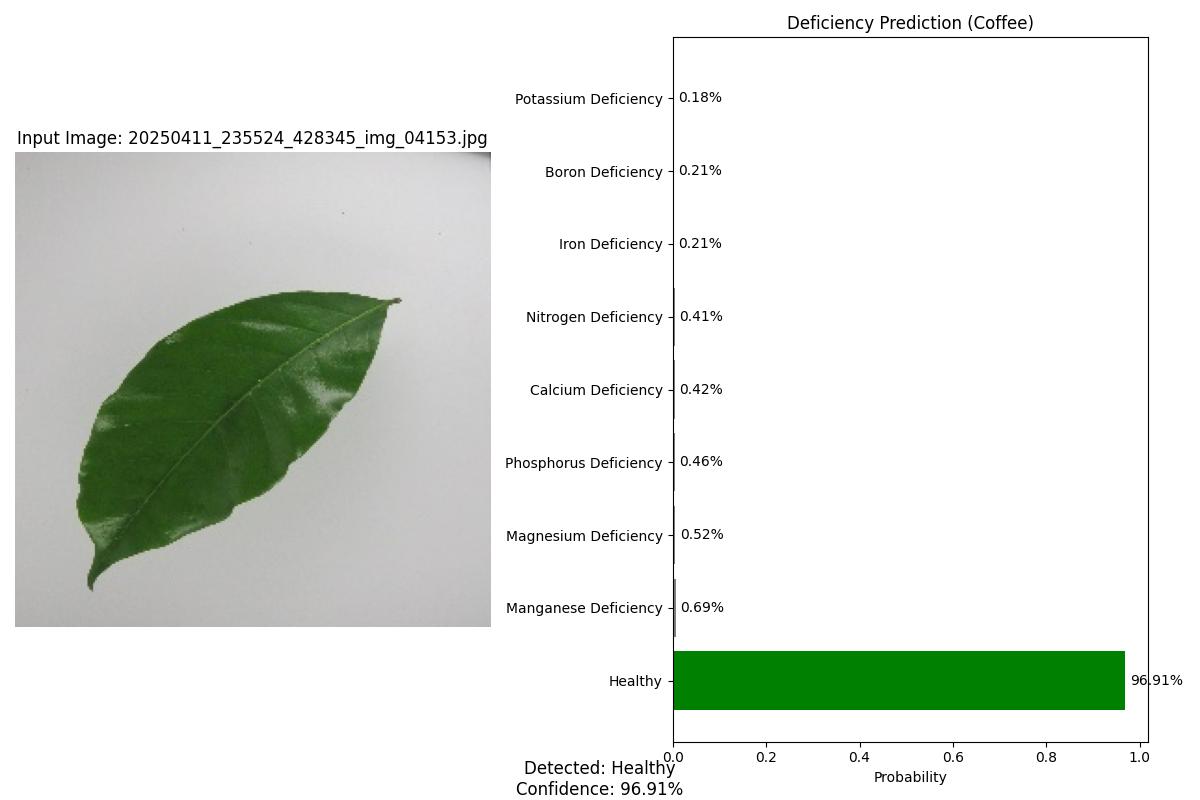 Deficiency Prediction (Coffee)
Input Image: 20250411_235524_428345_img_04153.jpg
Potassium Deficiency 0.18%
Boron Deficiency 0.21%
Iron Deficiency 0.21%
Nitrogen Deficiency 0.41%
Calcium Deficiency 0.42%
Phosphorus Deficiency 0.46%
Magnesium Deficiency 0.52%
Manganese Deficiency 0.69%
Healthy 96.91%
0.0 0.2 0.4 0.6 0.8 1.0
Probability
Detected: Healthy
Confidence: 96.91%